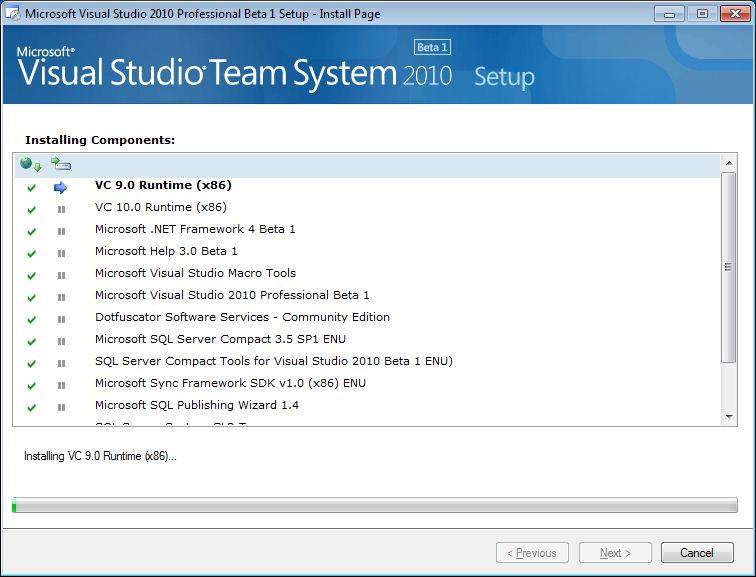 Microsoft Visual Studio 2010 Professional Beta 1 Setup - Install Page
Microsoft®
Visual Studio® Team System 2010 Beta 1 Setup
Installing Components:
VC 9.0 Runtime (x86)
VC 10.0 Runtime (x86)
Microsoft .NET Framework 4 Beta 1
Microsoft Help 3.0 Beta 1
Microsoft Visual Studio Macro Tools
Microsoft Visual Studio 2010 Professional Beta 1
Dotfuscator Software Services - Community Edition
Microsoft SQL Server Compact 3.5 SP1 ENU
SQL Server Compact Tools for Visual Studio 2010 Beta 1 ENU)
Microsoft Sync Framework SDK v1.0 (x86) ENU
Microsoft SQL Publishing Wizard 1.4
Installing VC 9.0 Runtime (x86)...
< Previous Next > Cancel